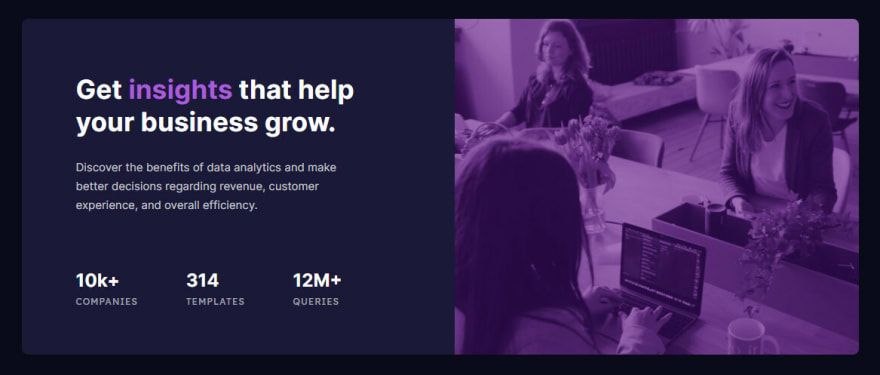 Get insights that help
your business grow.
Discover the benefits of data analytics and make
better decisions regarding revenue, customer
experience, and overall efficiency.
10k+ 314 12M+
COMPANIES TEMPLATES QUERIES